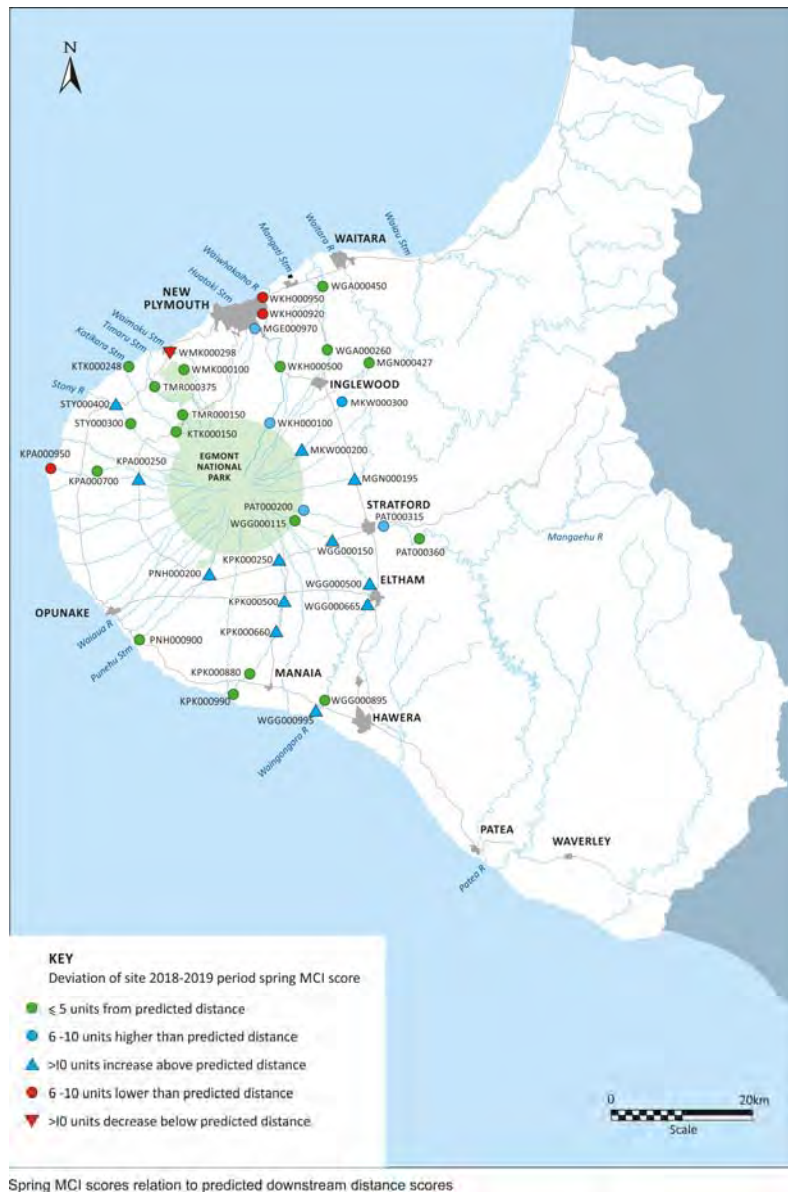 N
WAITARA
Waiau Stm
Waitara R
Mangati Stm
Waiwhakaiho R
Huatoki Stm
NEW
PLYMOUTH
WGA000450
WKH000950
WKH000920
MGE000970
Waimoku Stm
Timaru Stm
Katikara Stm
WMK000298
WGA000260
KTK000248
WMK000100
WKH000500
MGN000427
INGLEWOOD
Stony R
TMR000375
STY000400
MKW000300
TMR000150
STY000300
WKH000100
KTK000150
KPA000950
KPA000250
EGMONT
NATIONAL
PARK
MKW000200
KPA000700
MGN000195
STRATFORD
PAT000200
PAT000315
WGG000115
Mangaehu R
WGG000150
PAT000360
KPK000250
PNH000200
WGG000500
ELTHAM
KPK000500
WGG000665
OPUNAKE
Waiaua R
Punehu Stm
KPK000660
PNH000900
KPK000880
MANAIA
KPK000990
WGG000895
WGG000995
HAWERA
Waingongoro R
PATEA
WAVERLEY
Patea R
KEY
Deviation of site 2018-2019 period spring MCI score
≤ 5 units from predicted distance
6 -10 units higher than predicted distance
>10 units increase above predicted distance
6 -10 units lower than predicted distance
>10 units decrease below predicted distance
0 20km
Scale
Spring MCI scores relation to predicted downstream distance scores